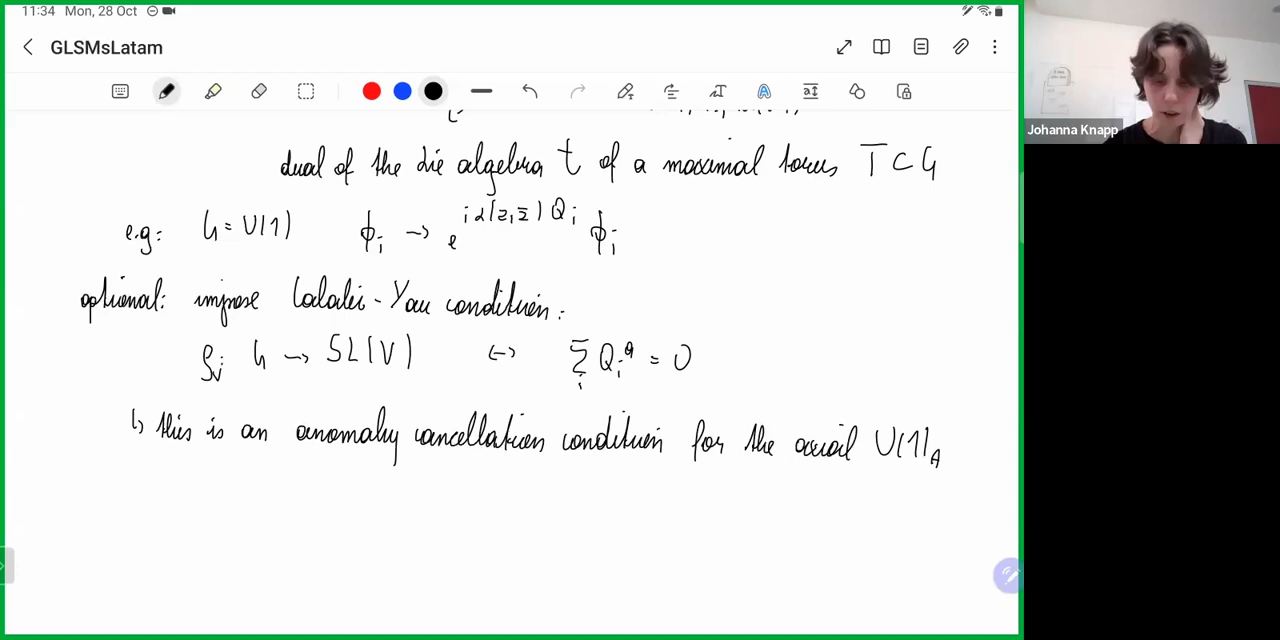 11:34 Mon, 28 Oct
GLSMsLatam
Johanna Knapp
dual of the Lie algebra t of a maximal torus T ⊂ G
e.g: G = U(1) ϕ_i → e^{iα(z,z̄)Q_i} ϕ_i
optional: impose Calabi-Yau condition:
G → SL(V) ↔ Σ_i Q_i^a = 0
↳ this is an anomaly cancellation condition for the axial U(1)_A